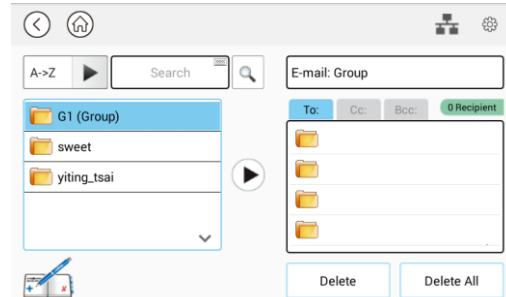 A->Z
Search
E-mail: Group
G1 (Group)
sweet
yiting_tsai
To:
Cc:
Bcc:
0 Recipient
Delete
Delete All